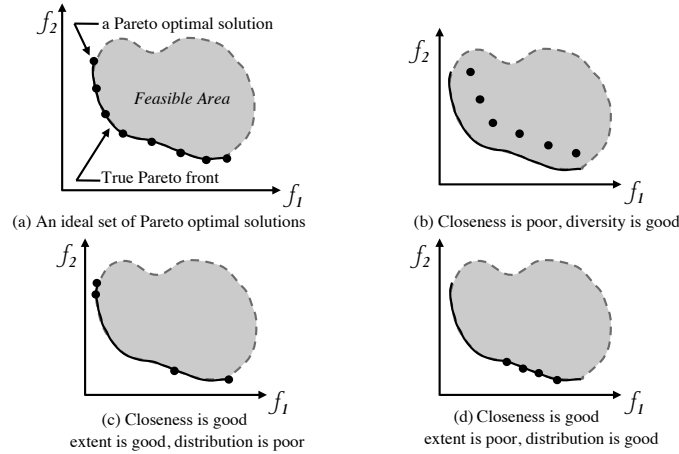 f2
a Pareto optimal solution
Feasible Area
True Pareto front
f1
(a) An ideal set of Pareto optimal solutions
f2
f1
(b) Closeness is poor, diversity is good
f2
f1
(c) Closeness is good
extent is good, distribution is poor
f2
f1
(d) Closeness is good
extent is poor, distribution is good